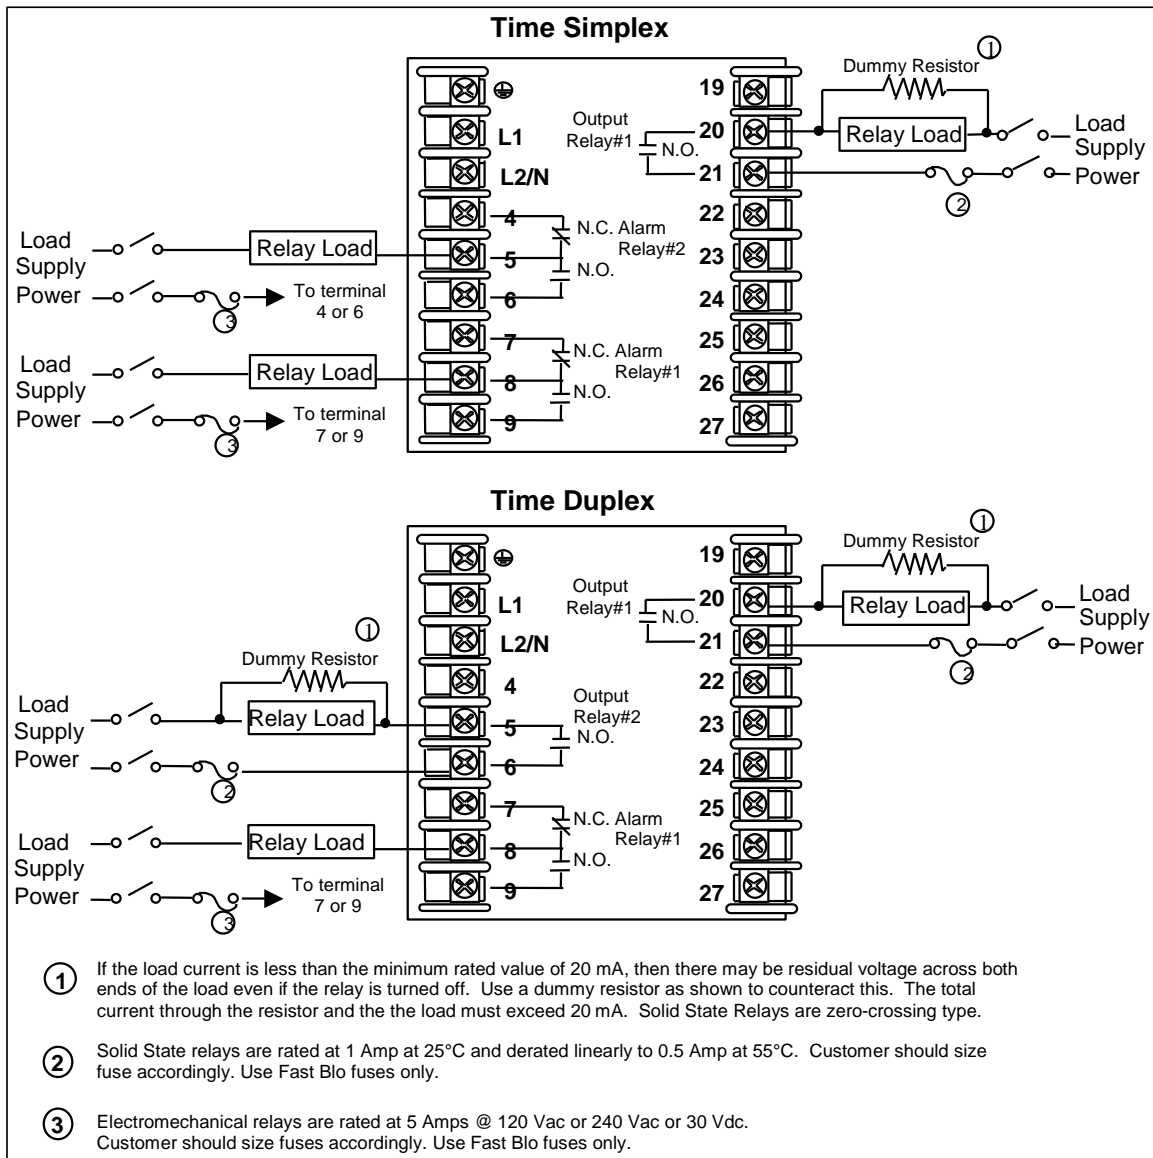 Time Simplex
1
Dummy Resistor
19
Output
Relay#1
N.O.
20
Relay Load
Load
Supply
Power
L1
21
L2/N
2
4
22
N.C. Alarm
Relay#2
Load
Supply
Power
Relay Load
5
23
N.O.
To terminal
4 or 6
3
6
24
7
25
N.C. Alarm
Relay#1
Load
Supply
Power
Relay Load
8
26
N.O.
To terminal
7 or 9
3
9
27
Time Duplex
1
Dummy Resistor
19
Output
Relay#1
N.O.
20
Relay Load
Load
Supply
Power
L1
21
L2/N
2
1
Dummy Resistor
4
22
Output
Relay#2
N.O.
Load
Supply
Power
Relay Load
5
23
2
6
24
7
25
N.C. Alarm
Relay#1
Load
Supply
Power
Relay Load
8
26
N.O.
To terminal
7 or 9
3
9
27
1 If the load current is less than the minimum rated value of 20 mA, then there may be residual voltage across both
ends of the load even if the relay is turned off. Use a dummy resistor as shown to counteract this. The total
current through the resistor and the the load must exceed 20 mA. Solid State Relays are zero-crossing type.
2 Solid State relays are rated at 1 Amp at 25°C and derated linearly to 0.5 Amp at 55°C. Customer should size
fuse accordingly. Use Fast Blo fuses only.
3 Electromechanical relays are rated at 5 Amps @ 120 Vac or 240 Vac or 30 Vdc.
Customer should size fuses accordingly. Use Fast Blo fuses only.